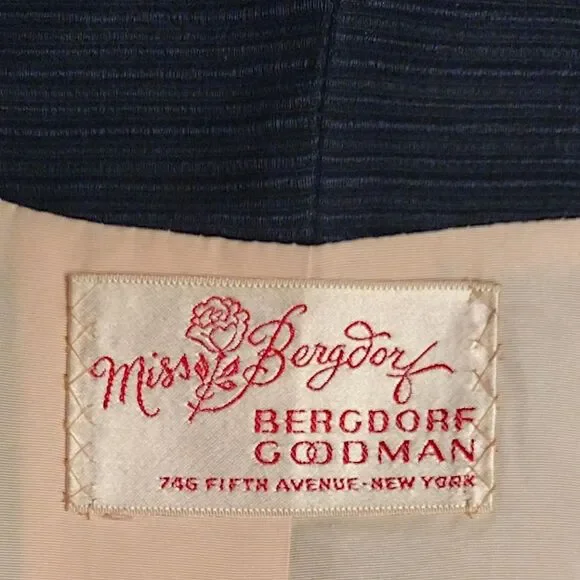 Miss Bergdorf
BERGDORF
GOODMAN
746 FIFTH AVENUE-NEW YORK